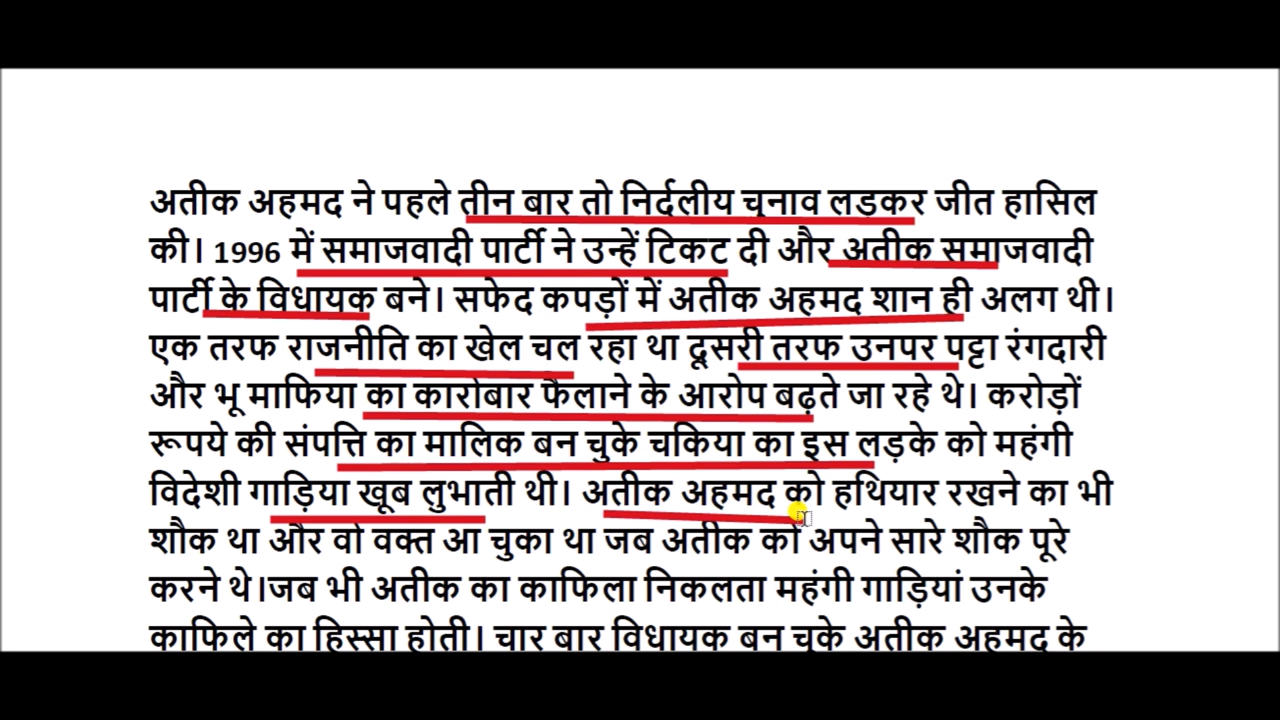 अतीक अहमद ने पहले तीन बार तो निर्दलीय चुनाव लड़कर जीत हासिल
की। 1996 में समाजवादी पार्टी ने उन्हें टिकट दी और अतीक समाजवादी
पार्टी के विधायक बने। सफेद कपड़ों में अतीक अहमद शान ही अलग थी।
एक तरफ राजनीति का खेल चल रहा था दूसरी तरफ उनपर पट्टा रंगदारी
और भू माफिया का कारोबार फैलाने के आरोप बढ़ते जा रहे थे। करोड़ों
रूपये की संपत्ति का मालिक बन चुके चकिया का इस लड़के को महंगी
विदेशी गाड़िया खूब लुभाती थी। अतीक अहमद को हथियार रखने का भी
शौक था और वो वक्त आ चुका था जब अतीक को अपने सारे शौक पूरे
करने थे।जब भी अतीक का काफिला निकलता महंगी गाड़ियां उनके
काफिले का हिस्सा होती। चार बार विधायक बन चुके अतीक अहमद के